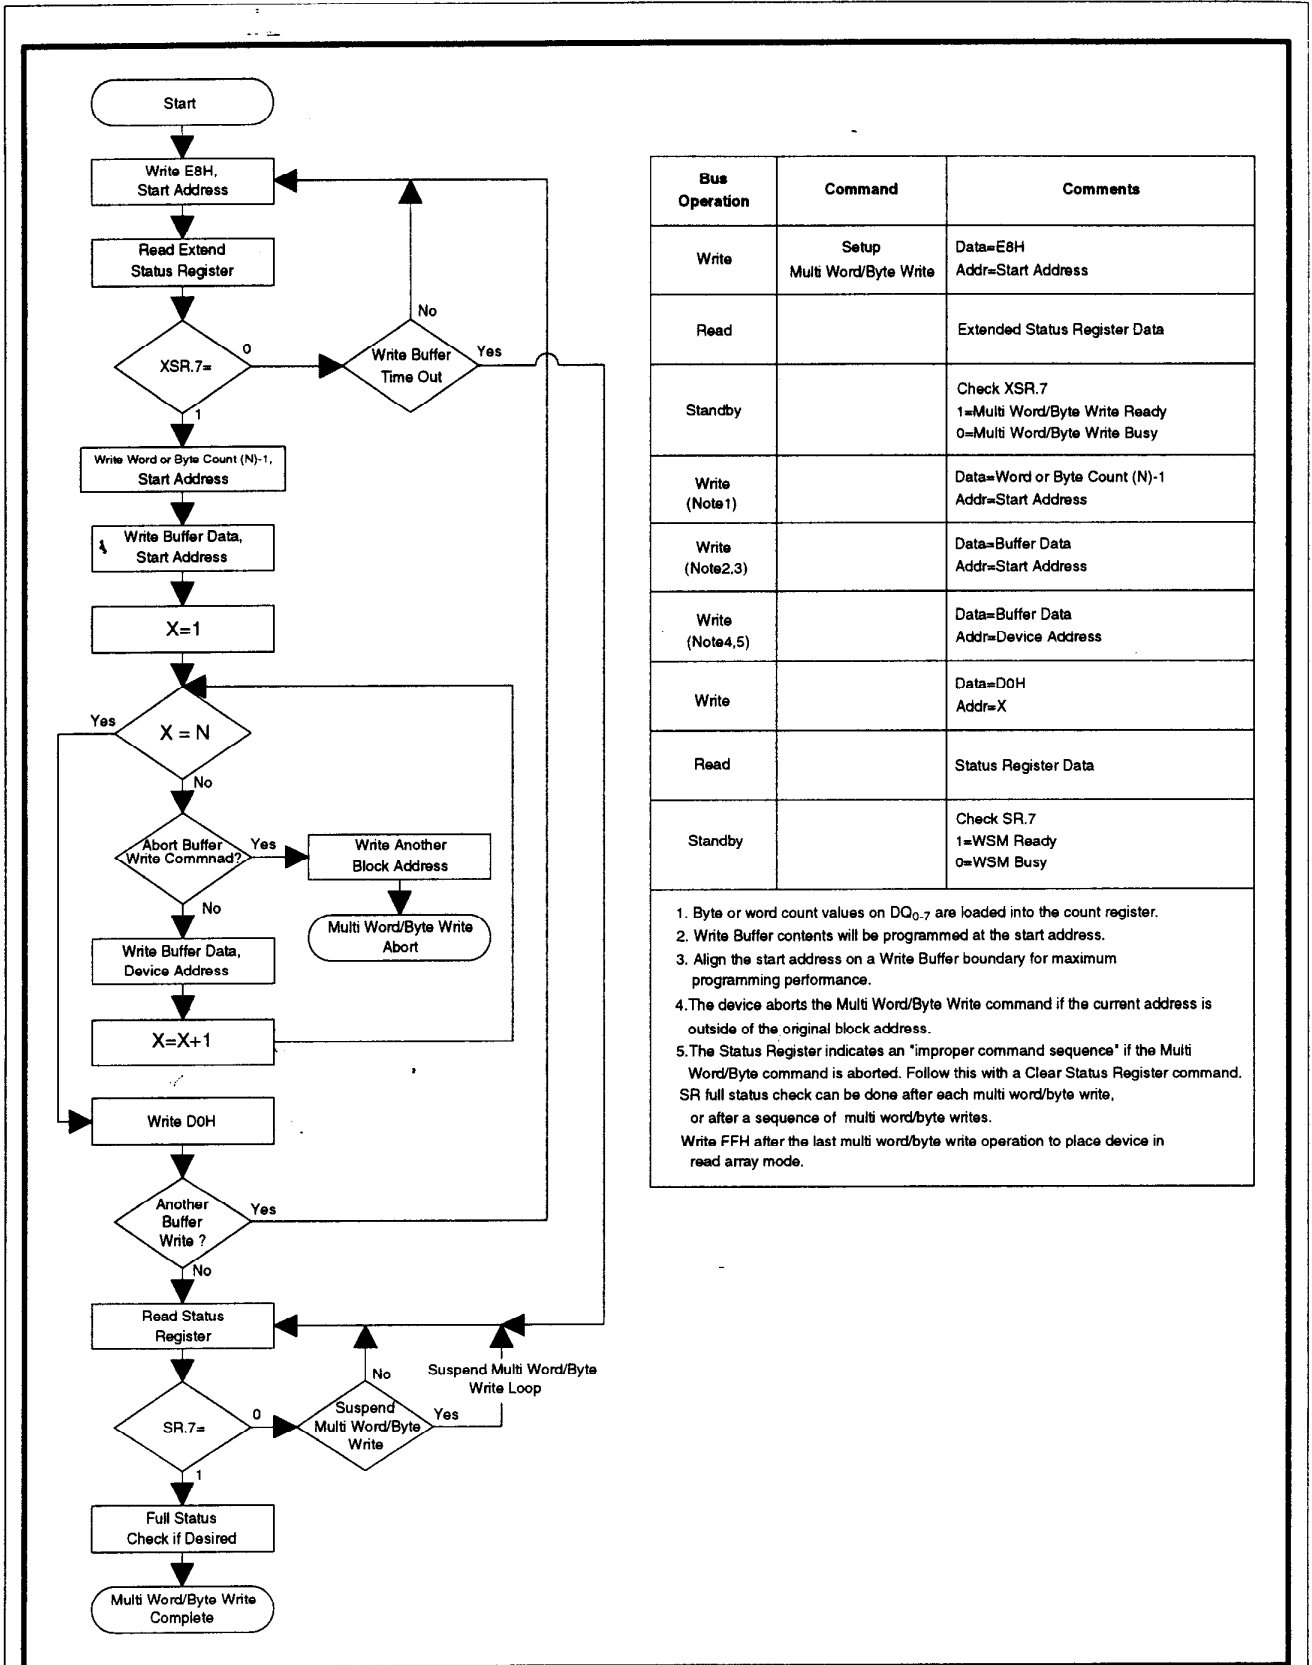 Start
Write E8H,
Start Address
Read Extend
Status Register
No
XSR.7=
0
Write Buffer
Time Out
Yes
1
Write Word or Byte Count (N)-1,
Start Address
Write Buffer Data,
Start Address
X=1
Yes
X = N
No
Abort Buffer
Write Commnad?
Yes
Write Another
Block Address
No
Multi Word/Byte Write
Abort
Write Buffer Data,
Device Address
X=X+1
Write D0H
Another
Buffer
Write ?
Yes
No
Read Status
Register
No
Suspend Multi Word/Byte
Write Loop
SR.7=
0
Suspend
Multi Word/Byte
Write
Yes
1
Full Status
Check if Desired
Multi Word/Byte Write
Complete
Bus
Operation
Command
Comments
Write
Setup
Multi Word/Byte Write
Data=E8H
Addr=Start Address
Read
Extended Status Register Data
Standby
Check XSR.7
1=Multi Word/Byte Write Ready
0=Multi Word/Byte Write Busy
Write
(Note1)
Data=Word or Byte Count (N)-1
Addr=Start Address
Write
(Note2,3)
Data=Buffer Data
Addr=Start Address
Write
(Note4,5)
Data=Buffer Data
Addr=Device Address
Write
Data=D0H
Addr=X
Read
Status Register Data
Standby
Check SR.7
1=WSM Ready
0=WSM Busy
1. Byte or word count values on DQ0-7 are loaded into the count register.
2. Write Buffer contents will be programmed at the start address.
3. Align the start address on a Write Buffer boundary for maximum
programming performance.
4.The device aborts the Multi Word/Byte Write command if the current address is
outside of the original block address.
5.The Status Register indicates an "improper command sequence" if the Multi
Word/Byte command is aborted. Follow this with a Clear Status Register command.
SR full status check can be done after each multi word/byte write,
or after a sequence of multi word/byte writes.
Write FFH after the last multi word/byte write operation to place device in
read array mode.